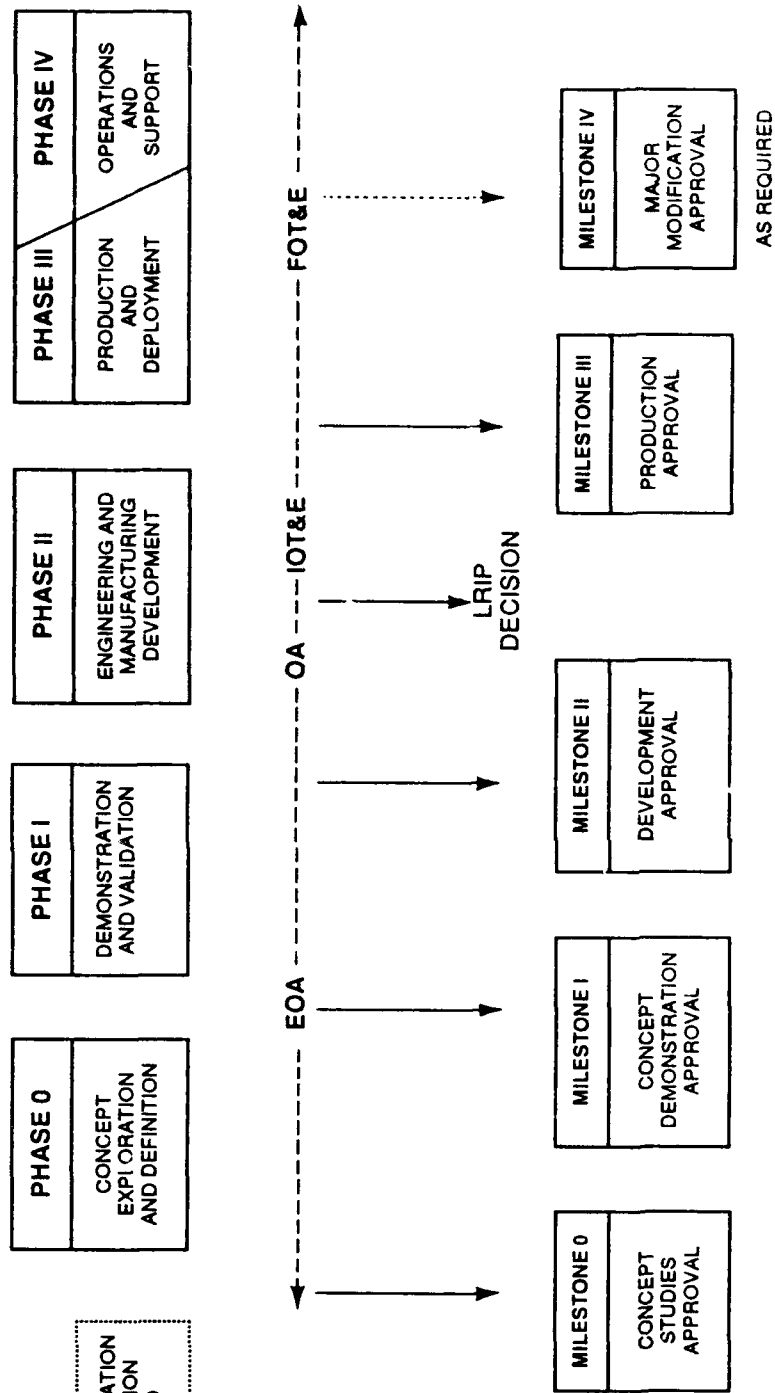 PHASE 0
CONCEPT
EXPLORATION
AND DEFINITION
PHASE I
DEMONSTRATION
AND VALIDATION
PHASE II
ENGINEERING AND
MANUFACTURING
DEVELOPMENT
PHASE III
PRODUCTION
AND
DEPLOYMENT
PHASE IV
OPERATIONS
AND
SUPPORT
EOA
OA
IOT&E
FOT&E
LRIP
DECISION
MILESTONE 0
CONCEPT
STUDIES
APPROVAL
MILESTONE I
CONCEPT
DEMONSTRATION
APPROVAL
MILESTONE II
DEVELOPMENT
APPROVAL
MILESTONE III
PRODUCTION
APPROVAL
MILESTONE IV
MAJOR
MODIFICATION
APPROVAL
AS REQUIRED